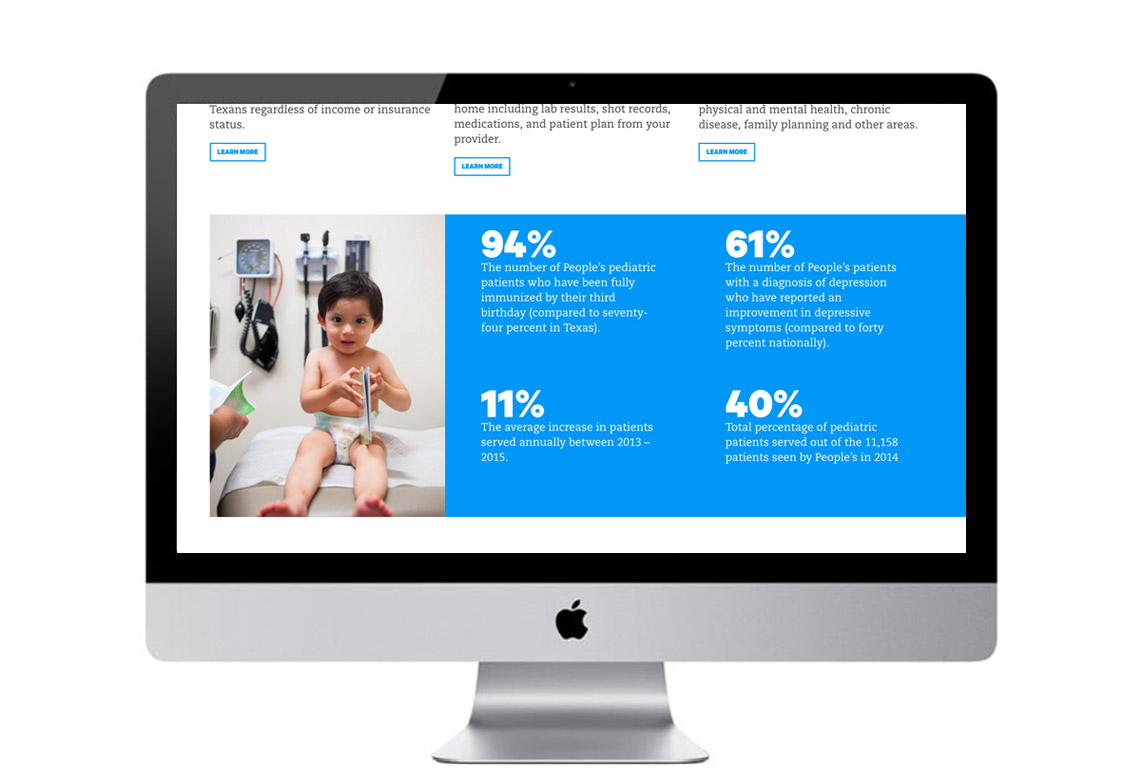 Texans regardless of income or insurance
status.
LEARN MORE
home including lab results, shot records,
medications, and patient plan from your
provider.
LEARN MORE
physical and mental health, chronic
disease, family planning and other areas.
LEARN MORE
94%
The number of People's pediatric
patients who have been fully
immunized by their third
birthday (compared to seventy-
four percent in Texas).
61%
The number of People's patients
with a diagnosis of depression
who have reported an
improvement in depressive
symptoms (compared to forty
percent nationally).
11%
The average increase in patients
served annually between 2013 –
2015.
40%
Total percentage of pediatric
patients served out of the 11,158
patients seen by People's in 2014